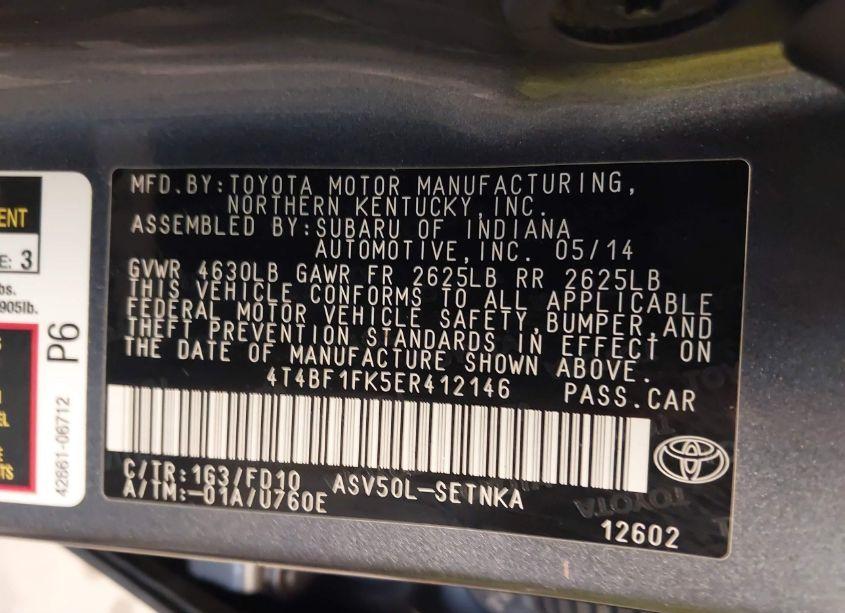 MFD.BY:TOYOTA MOTOR MANUFACTURING,
NORTHERN KENTUCKY,INC.
ASSEMBLED BY:SUBARU OF INDIANA
AUTOMOTIVE,INC. 05/14
GVWR 4630LB GAWR FR 2625LB RR 2625LB
THIS VEHICLE CONFORMS TO ALL APPLICABLE
FEDERAL MOTOR VEHICLE SAFETY,BUMPER,AND
THEFT PREVENTION STANDARDS IN EFFECT ON
THE DATE OF MANUFACTURE SHOWN ABOVE.
4T4BF1FK5ER412146 PASS.CAR
C/TR:1G3/FD10
A/TM:-01A/U760E
ASV50L-SETNKA
12602
TOYOTA
E: 3
905lb.
P6
42661-06712